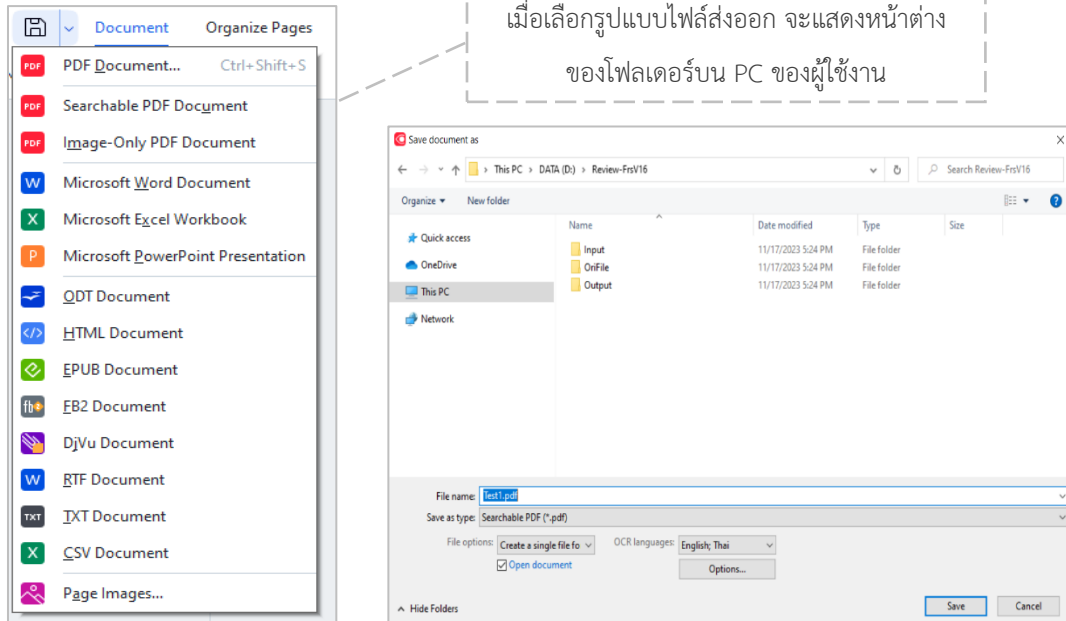 Document Organize Pages
PDF PDF Document... Ctrl+Shift+S
PDF Searchable PDF Document
PDF Image-Only PDF Document
W Microsoft Word Document
X Microsoft Excel Workbook
P Microsoft PowerPoint Presentation
ODT Document
</> HTML Document
EPUB Document
fb FB2 Document
DjVu Document
W RTF Document
TXT TXT Document
X CSV Document
Page Images...
เมื่อเลือกรูปแบบไฟล์ส่งออก จะแสดงหน้าต่าง
ของโฟลเดอร์บน PC ของผู้ใช้งาน
Save document as
This PC > DATA (D:) > Review-FrsV16
Search Review-FrsV16
Organize New folder
Quick access
OneDrive
This PC
Network
Name Date modified Type Size
Input 11/17/2023 5:24 PM File folder
OriFile 11/17/2023 5:24 PM File folder
Output 11/17/2023 5:24 PM File folder
File name: Test1.pdf
Save as type: Searchable PDF (*.pdf)
File options: Create a single file fo OCR languages: English; Thai
Open document Options...
Hide Folders Save Cancel